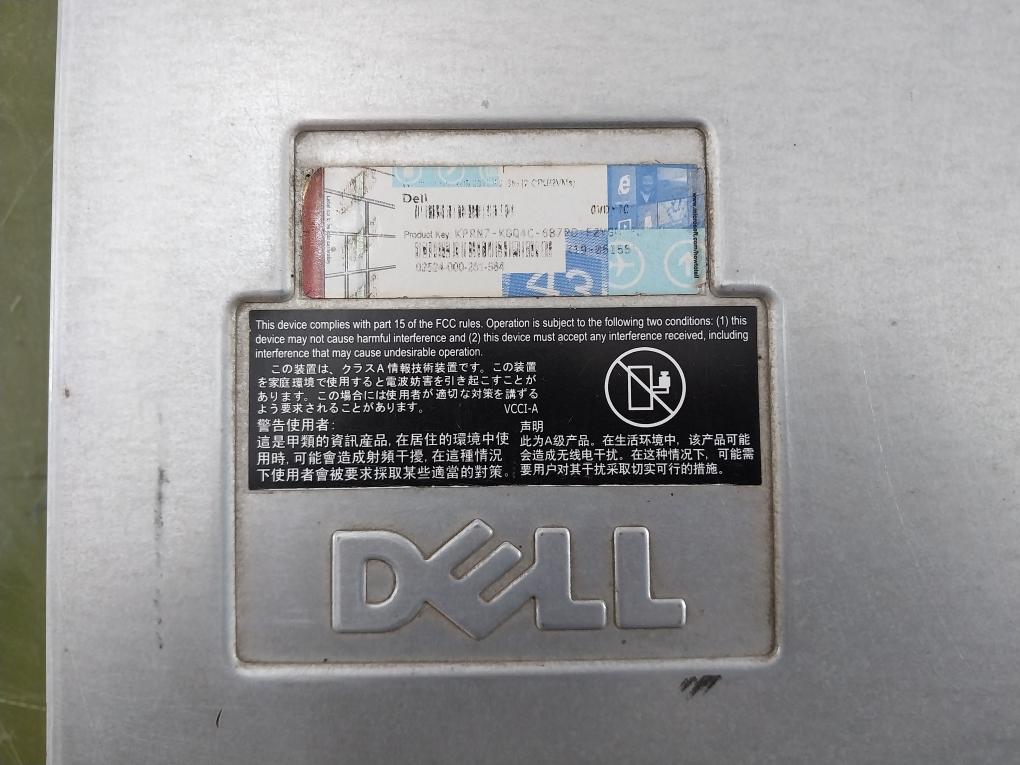 (2 CPU/2VMs)
Dell
Product Key:
www.microsoft.com/howtotell
This device complies with part 15 of the FCC rules. Operation is subject to the following two conditions: (1) this
device may not cause harmful interference and (2) this device must accept any interference received, including
interference that may cause undesirable operation.
この装置は、クラスA 情報技術装置です。この装置
を家庭環境で使用すると電波妨害を引き起こすことが
あります。この場合には使用者が適切な対策を講ずる
よう要求されることがあります。 VCCI-A
警告使用者:
這是甲類的資訊産品, 在居住的環境中使
用時, 可能會造成射頻干擾, 在這種情況
下使用者會被要求採取某些適當的對策。
声明
此为A级产品。在生活环境中，该产品可能
会造成无线电干扰。在这种情况下，可能需
要用户对其干扰采取切实可行的措施。
DELL